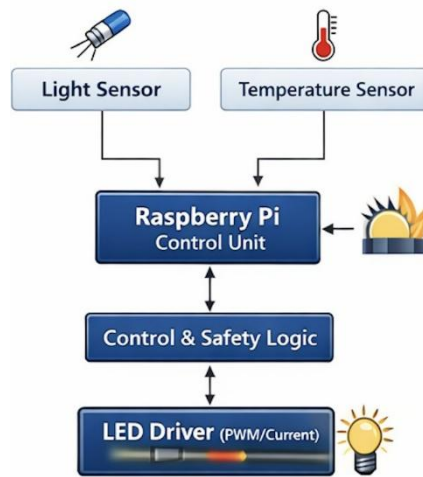 Light Sensor
Temperature Sensor
Raspberry Pi
Control Unit
Control & Safety Logic
LED Driver (PWM/Current)